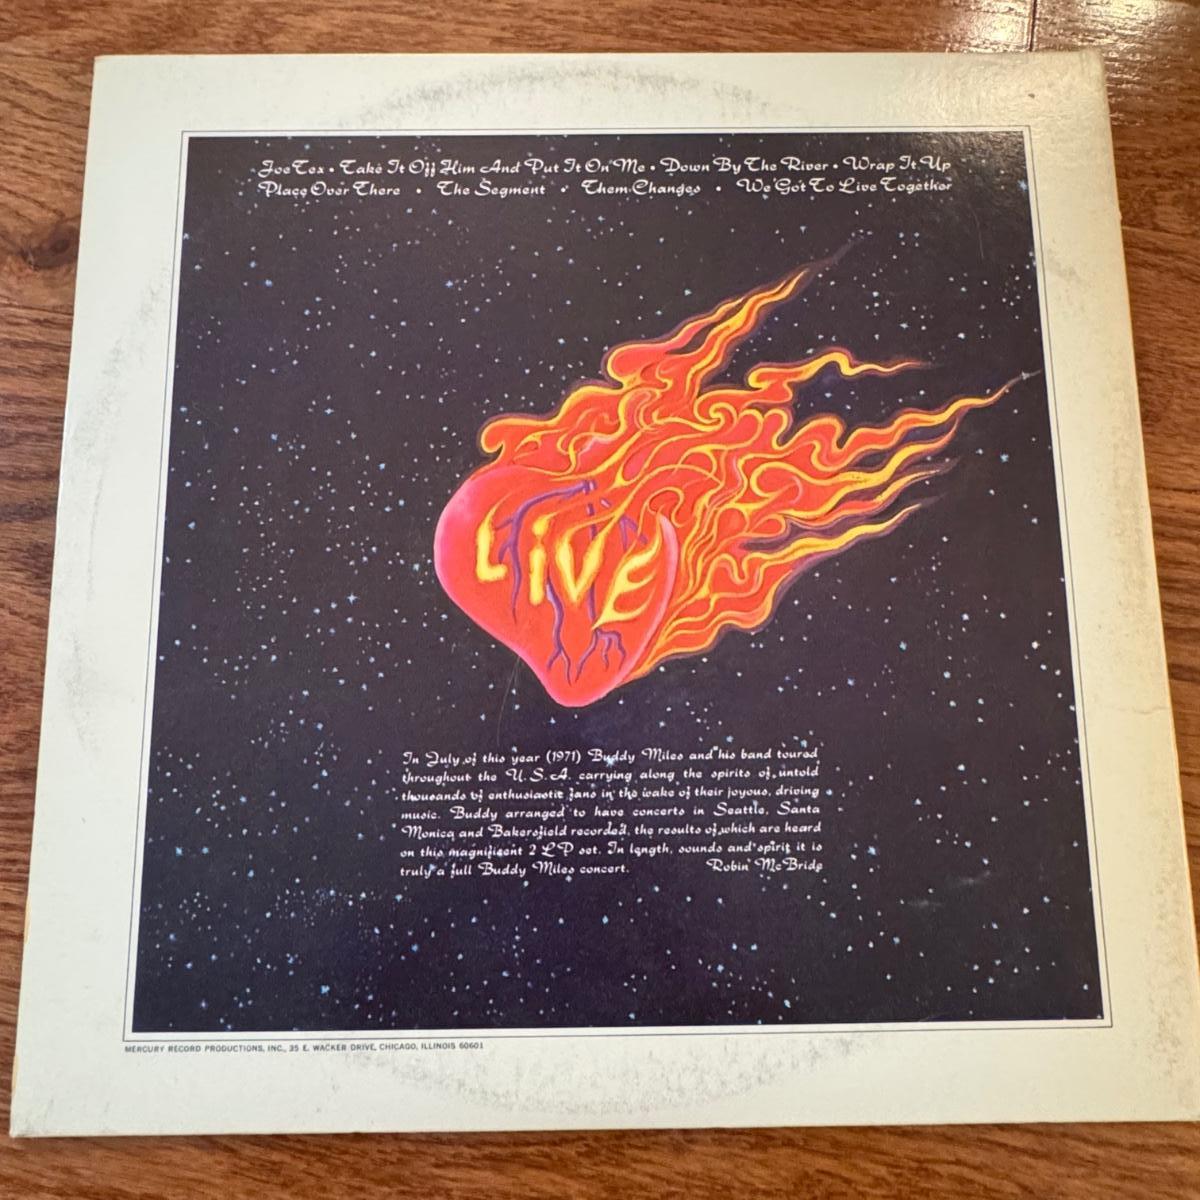 Joe Tex • Take It Off Him And Put It On Me • Down By The River • Wrap It Up
Place Over There • The Segment • Them Changes • We Got To Live Together
LiVE
In July of this year (1971) Buddy Miles and his band toured
throughout the U.S.A. carrying along the spirits of untold
thousands of enthusiastic fans in the wake of their joyous, driving
music. Buddy arranged to have concerts in Seattle, Santa
Monica and Bakersfield recorded, the results of which are heard
on this magnificent 2 LP set. In length, sounds and spirit it is
truly a full Buddy Miles concert. Robin McBride
MERCURY RECORD PRODUCTIONS, INC., 35 E. WACKER DRIVE, CHICAGO, ILLINOIS 60601